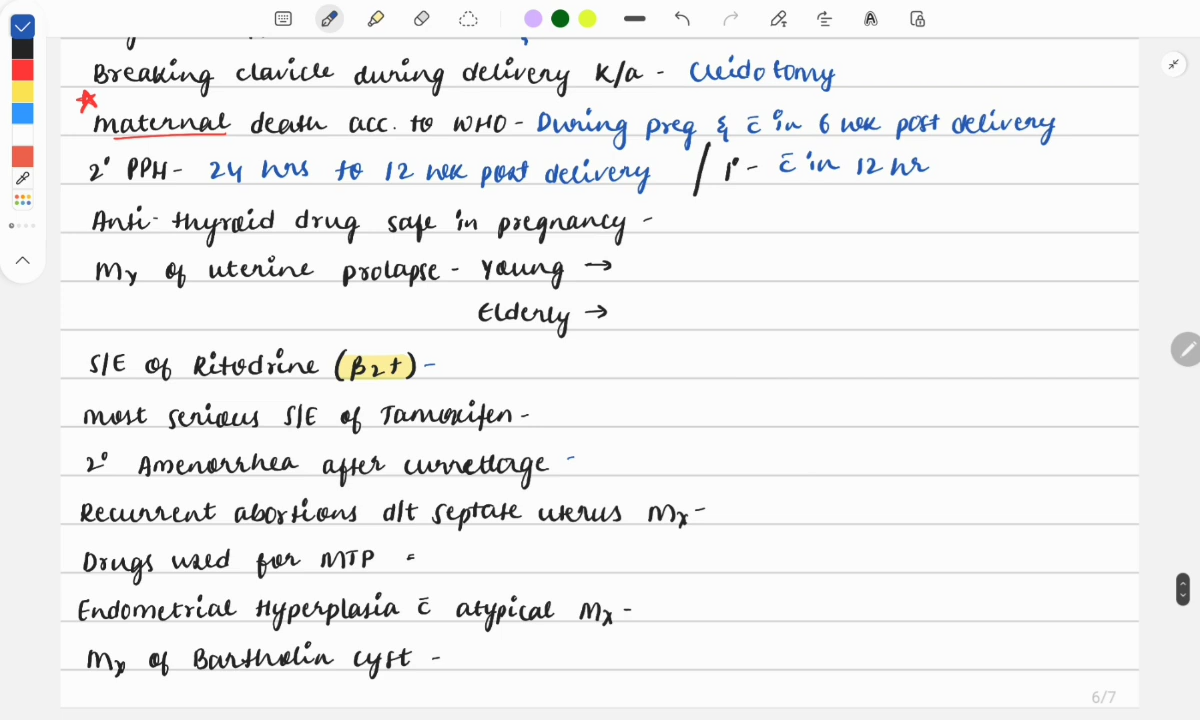 Breaking clavicle during delivery K/a - Cleidotomy
Maternal death acc. to WHO - During preg & c̄ in 6 wk post delivery
2° PPH - 24 hrs to 12 wk post delivery / 1° - c̄ in 12 hr
Anti-thyroid drug safe in pregnancy -
Mx of uterine prolapse - Young →
Elderly →
S/E of Ritodrine (β2+) -
most serious S/E of Tamoxifen -
2° Amenorrhea after currettage -
Recurrent abortions d/t septate uterus Mx -
Drugs used for MTP =
Endometrial Hyperplasia c̄ atypical Mx -
Mx of Bartholin cyst -
6/7